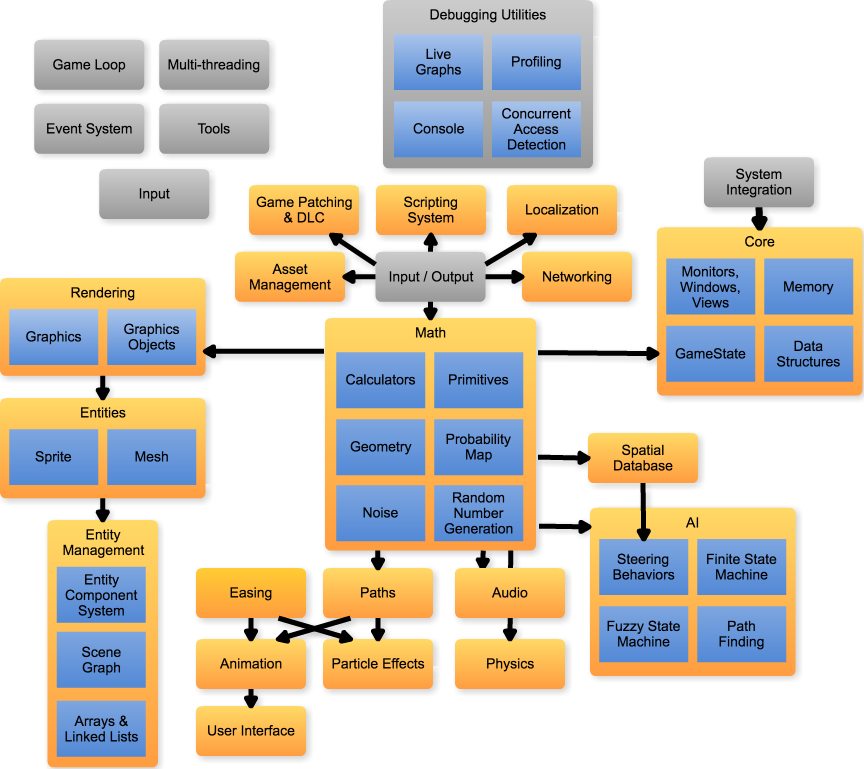 Debugging Utilities
Live
Graphs
Profiling
Console
Concurrent
Access
Detection
Game Loop
Multi-threading
Event System
Tools
Input
System
Integration
Game Patching
& DLC
Scripting
System
Localization
Asset
Management
Input / Output
Networking
Core
Monitors,
Windows,
Views
Memory
GameState
Data
Structures
Rendering
Graphics
Graphics
Objects
Math
Calculators
Primitives
Geometry
Probability
Map
Noise
Random
Number
Generation
Entities
Sprite
Mesh
Spatial
Database
Entity
Management
Entity
Component
System
Scene
Graph
Arrays &
Linked Lists
AI
Steering
Behaviors
Finite State
Machine
Fuzzy State
Machine
Path
Finding
Easing
Paths
Audio
Animation
Particle Effects
Physics
User Interface